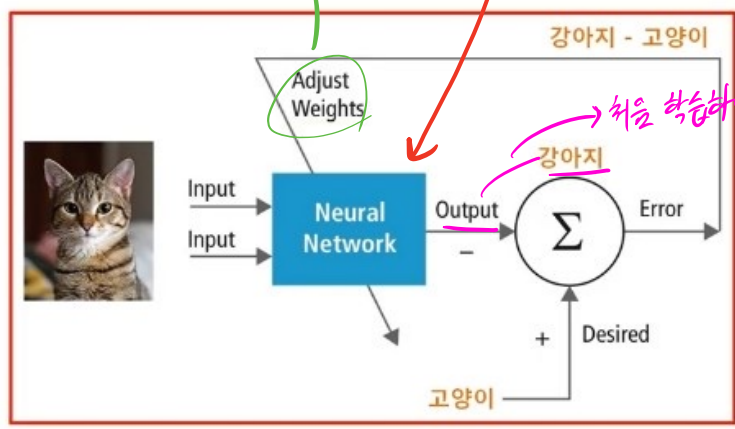 강아지 - 고양이
Adjust
Weights
처음 학습하
강아지
Input
Neural
Network
Output
Σ
Error
Input
−
+
Desired
고양이